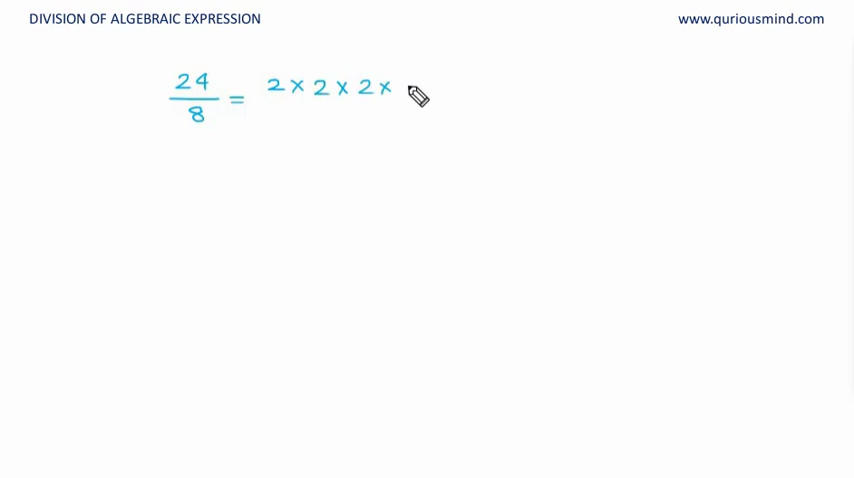 DIVISION OF ALGEBRAIC EXPRESSION www.quriousmind.com
24/8 = 2 × 2 × 2 ×